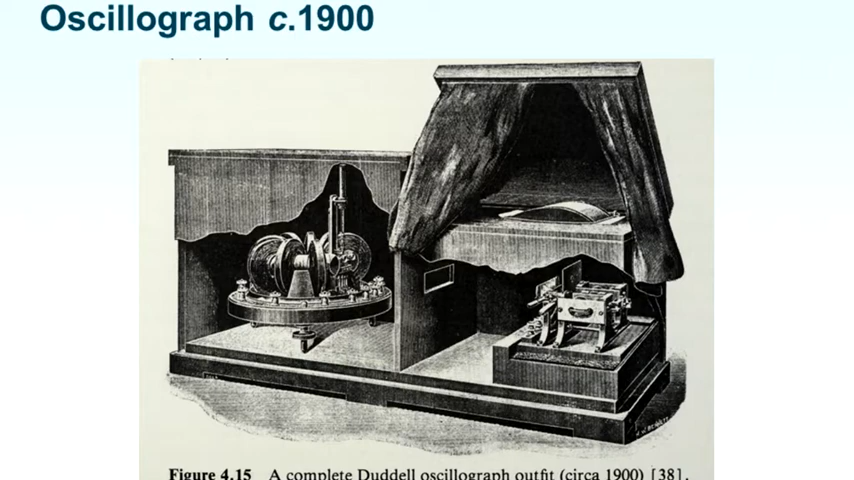 Oscillograph c.1900
Figure 4.15 A complete Duddell oscillograph outfit (circa 1900) [38].